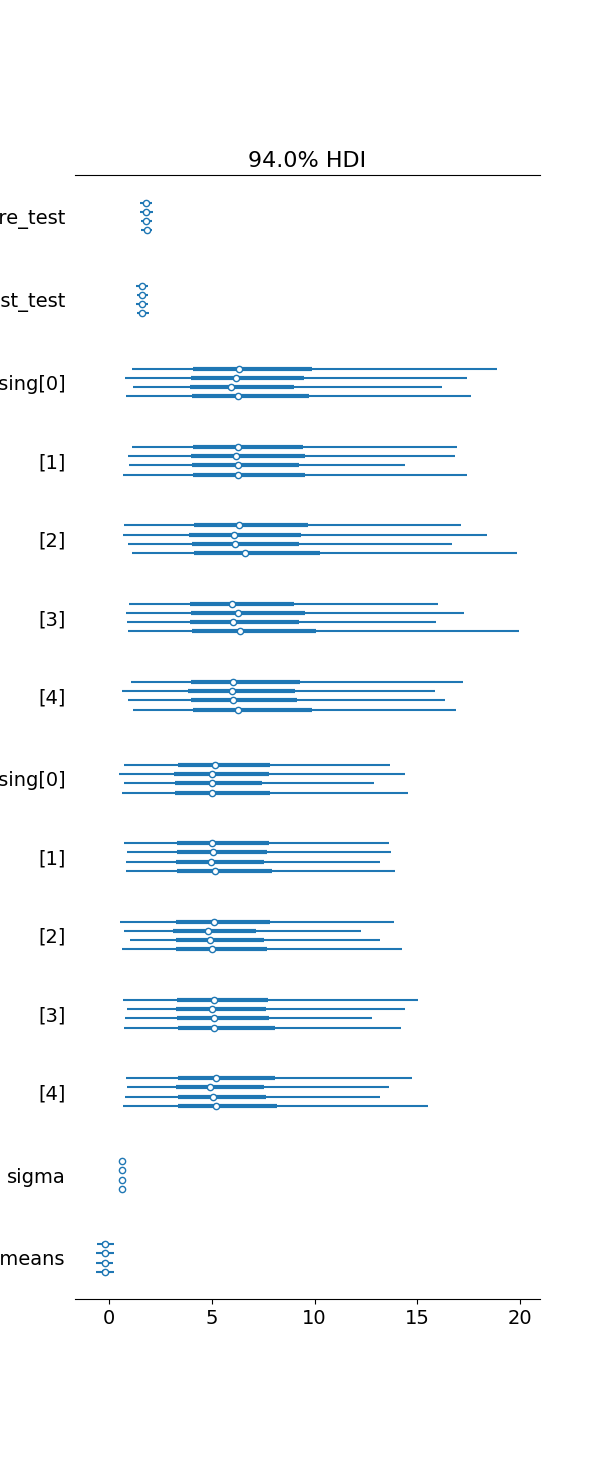 94.0% HDI
re_test
st_test
sing[0]
[1]
[2]
[3]
[4]
sing[0]
[1]
[2]
[3]
[4]
sigma
means
0 5 10 15 20